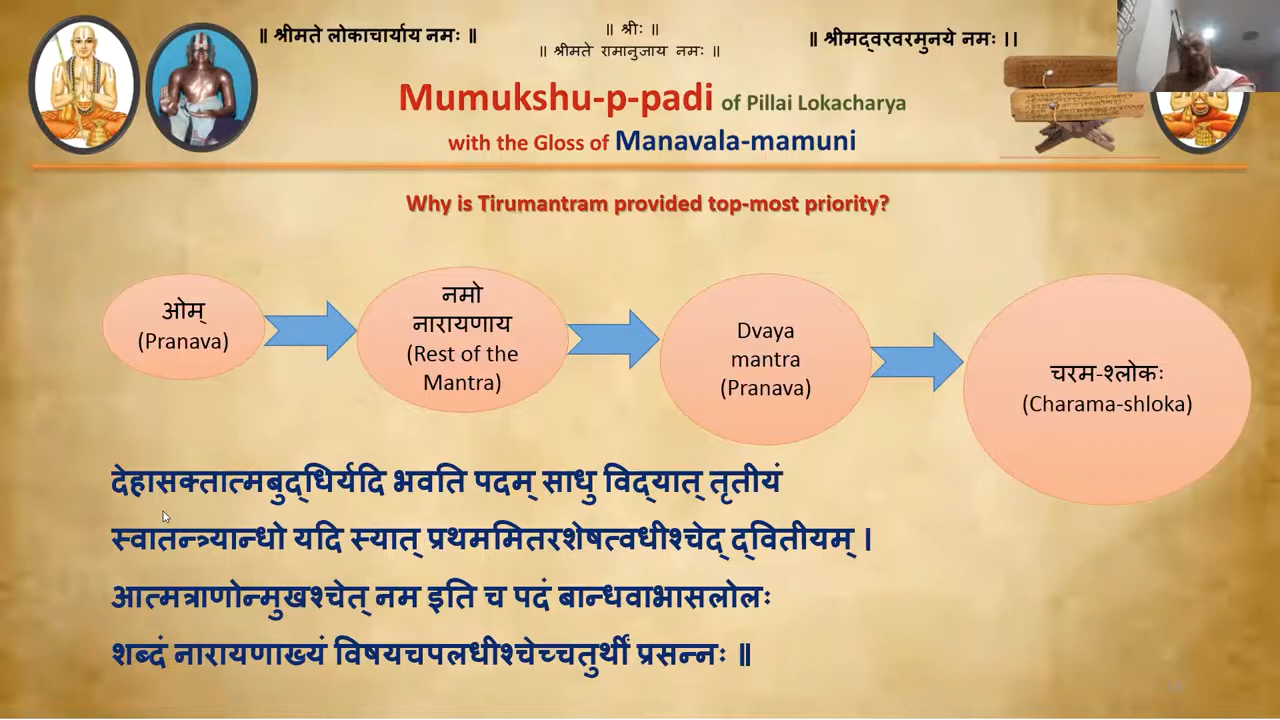 ॥ श्रीमते लोकाचार्याय नमः ॥
॥ श्रीः ॥
॥ श्रीमते रामानुजाय नमः ॥
॥ श्रीमद्वरवरमुनये नमः ।।
Mumukshu-p-padi of Pillai Lokacharya
with the Gloss of Manavala-mamuni
Why is Tirumantram provided top-most priority?
ओम्
(Pranava)
नमो
नारायणाय
(Rest of the
Mantra)
Dvaya
mantra
(Pranava)
चरम-श्लोकः
(Charama-shloka)
देहासक्तात्मबुद्धिर्यदि भवति पदम् साधु विद्यात् तृतीयं
स्वातन्त्र्यान्धो यदि स्यात् प्रथममितरशेषत्वधीश्चेद् द्वितीयम् ।
आत्मत्राणोन्मुखश्चेत् नम इति च पदं बान्धवाभासलोलः
शब्दं नारायणाख्यं विषयचपलधीश्चेच्चतुर्थीं प्रसन्नः ॥